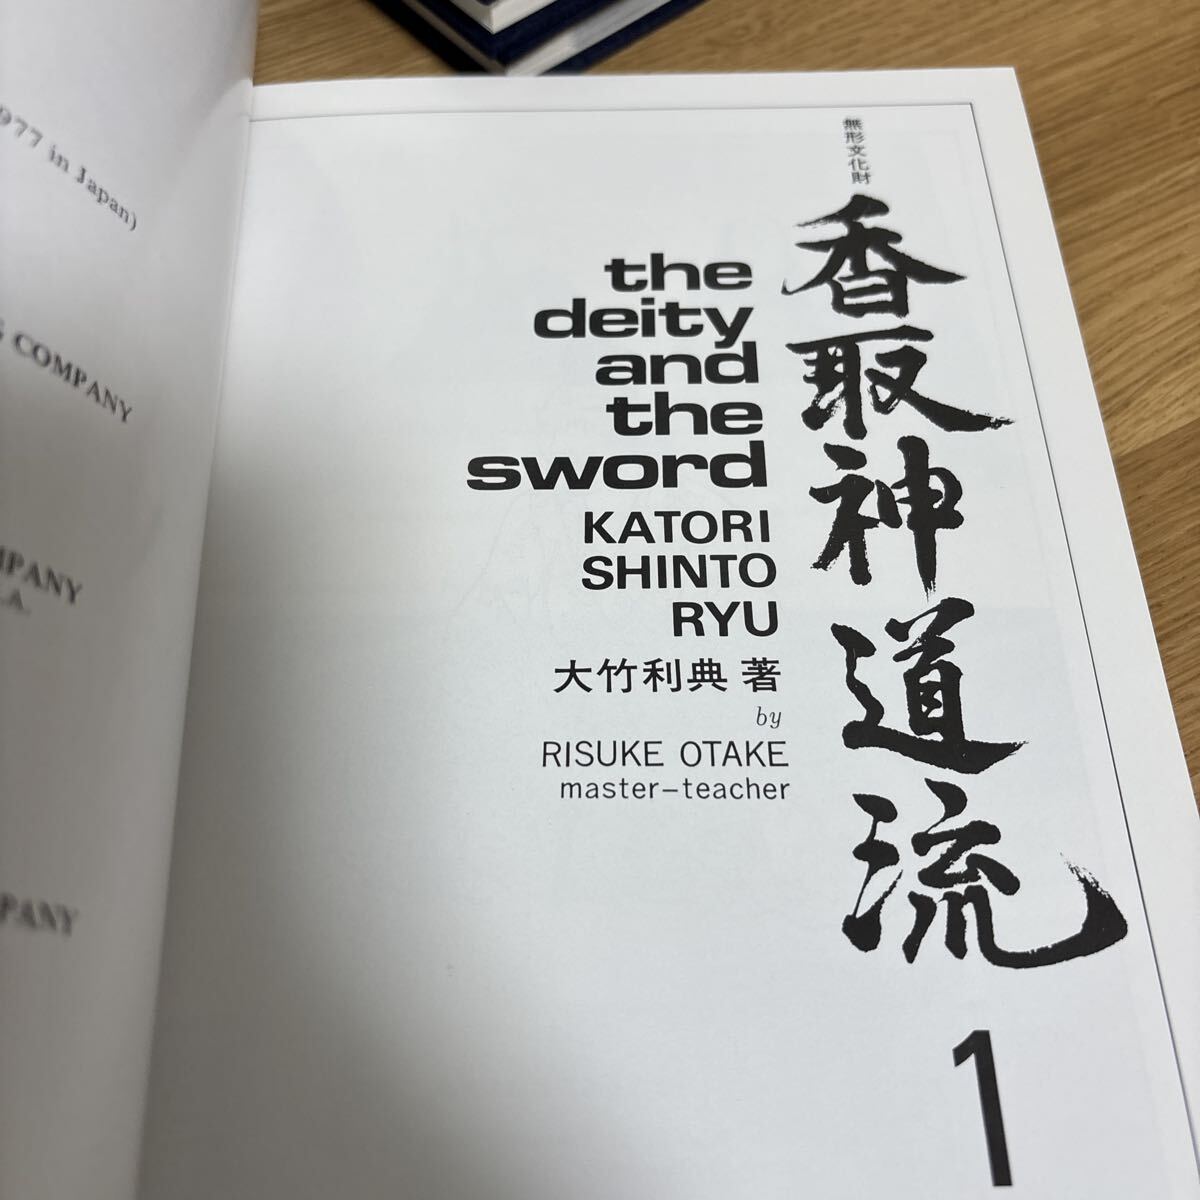 977 in Japan)
COMPANY
MPANY
PANY
無形文化財
香取神道流
the
deity
and
the
sword
KATORI
SHINTO
RYU
大竹利典 著
by
RISUKE OTAKE
master-teacher
1